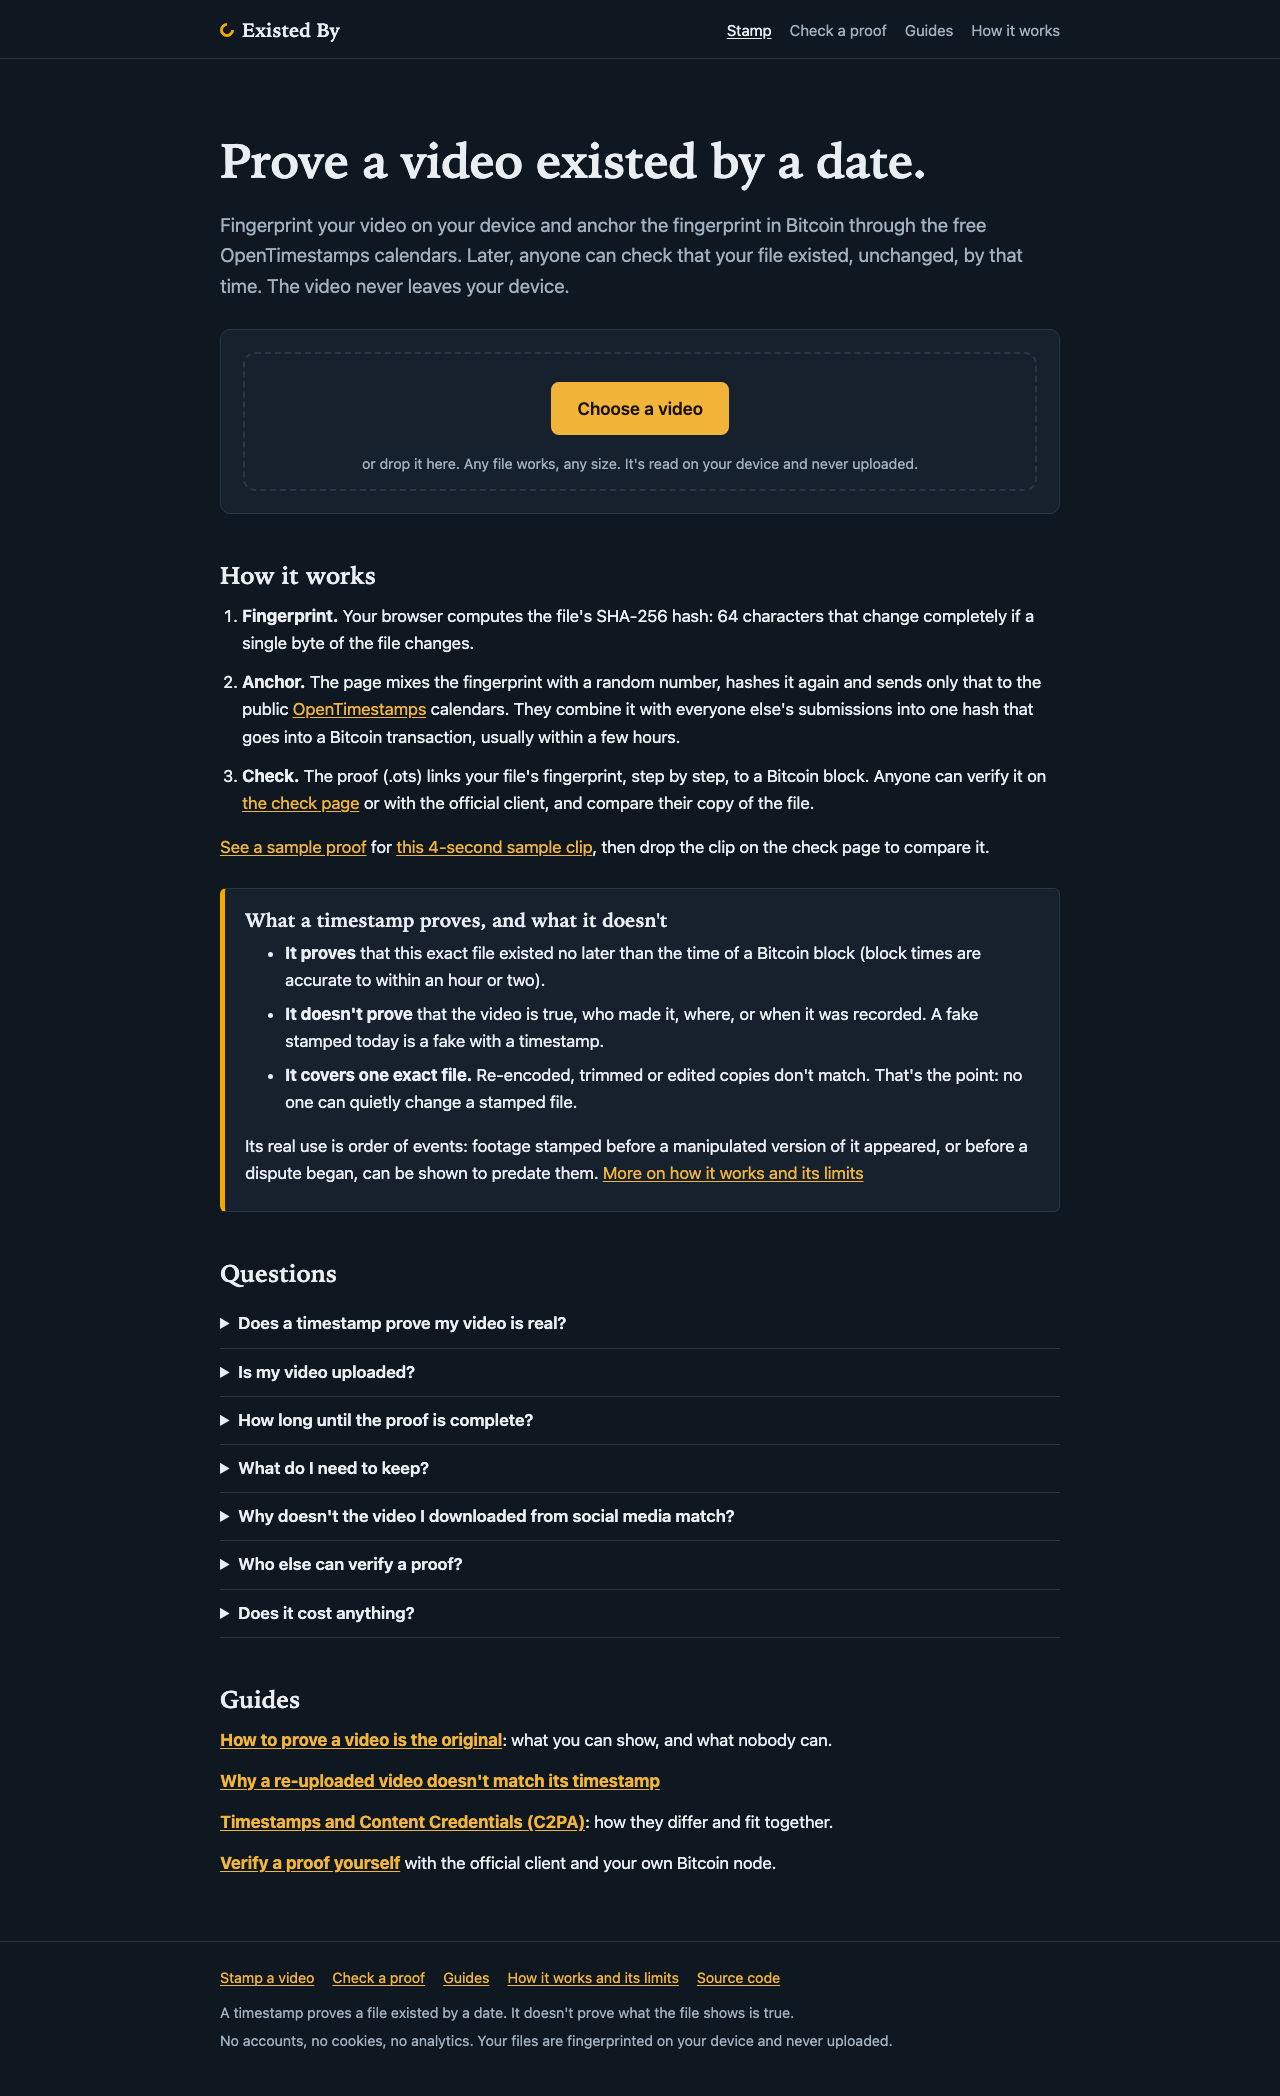 Existed By
Stamp Check a proof Guides How it works
Prove a video existed by a date.
Fingerprint your video on your device and anchor the fingerprint in Bitcoin through the free
OpenTimestamps calendars. Later, anyone can check that your file existed, unchanged, by that
time. The video never leaves your device.
Choose a video
or drop it here. Any file works, any size. It's read on your device and never uploaded.
How it works
1. Fingerprint. Your browser computes the file's SHA-256 hash: 64 characters that change completely if a
single byte of the file changes.
2. Anchor. The page mixes the fingerprint with a random number, hashes it again and sends only that to the
public OpenTimestamps calendars. They combine it with everyone else's submissions into one hash that
goes into a Bitcoin transaction, usually within a few hours.
3. Check. The proof (.ots) links your file's fingerprint, step by step, to a Bitcoin block. Anyone can verify it on
the check page or with the official client, and compare their copy of the file.
See a sample proof for this 4-second sample clip, then drop the clip on the check page to compare it.
What a timestamp proves, and what it doesn't
• It proves that this exact file existed no later than the time of a Bitcoin block (block times are
accurate to within an hour or two).
• It doesn't prove that the video is true, who made it, where, or when it was recorded. A fake
stamped today is a fake with a timestamp.
• It covers one exact file. Re-encoded, trimmed or edited copies don't match. That's the point: no
one can quietly change a stamped file.
Its real use is order of events: footage stamped before a manipulated version of it appeared, or before a
dispute began, can be shown to predate them. More on how it works and its limits
Questions
Does a timestamp prove my video is real?
Is my video uploaded?
How long until the proof is complete?
What do I need to keep?
Why doesn't the video I downloaded from social media match?
Who else can verify a proof?
Does it cost anything?
Guides
How to prove a video is the original: what you can show, and what nobody can.
Why a re-uploaded video doesn't match its timestamp
Timestamps and Content Credentials (C2PA): how they differ and fit together.
Verify a proof yourself with the official client and your own Bitcoin node.
Stamp a video Check a proof Guides How it works and its limits Source code
A timestamp proves a file existed by a date. It doesn't prove what the file shows is true.
No accounts, no cookies, no analytics. Your files are fingerprinted on your device and never uploaded.